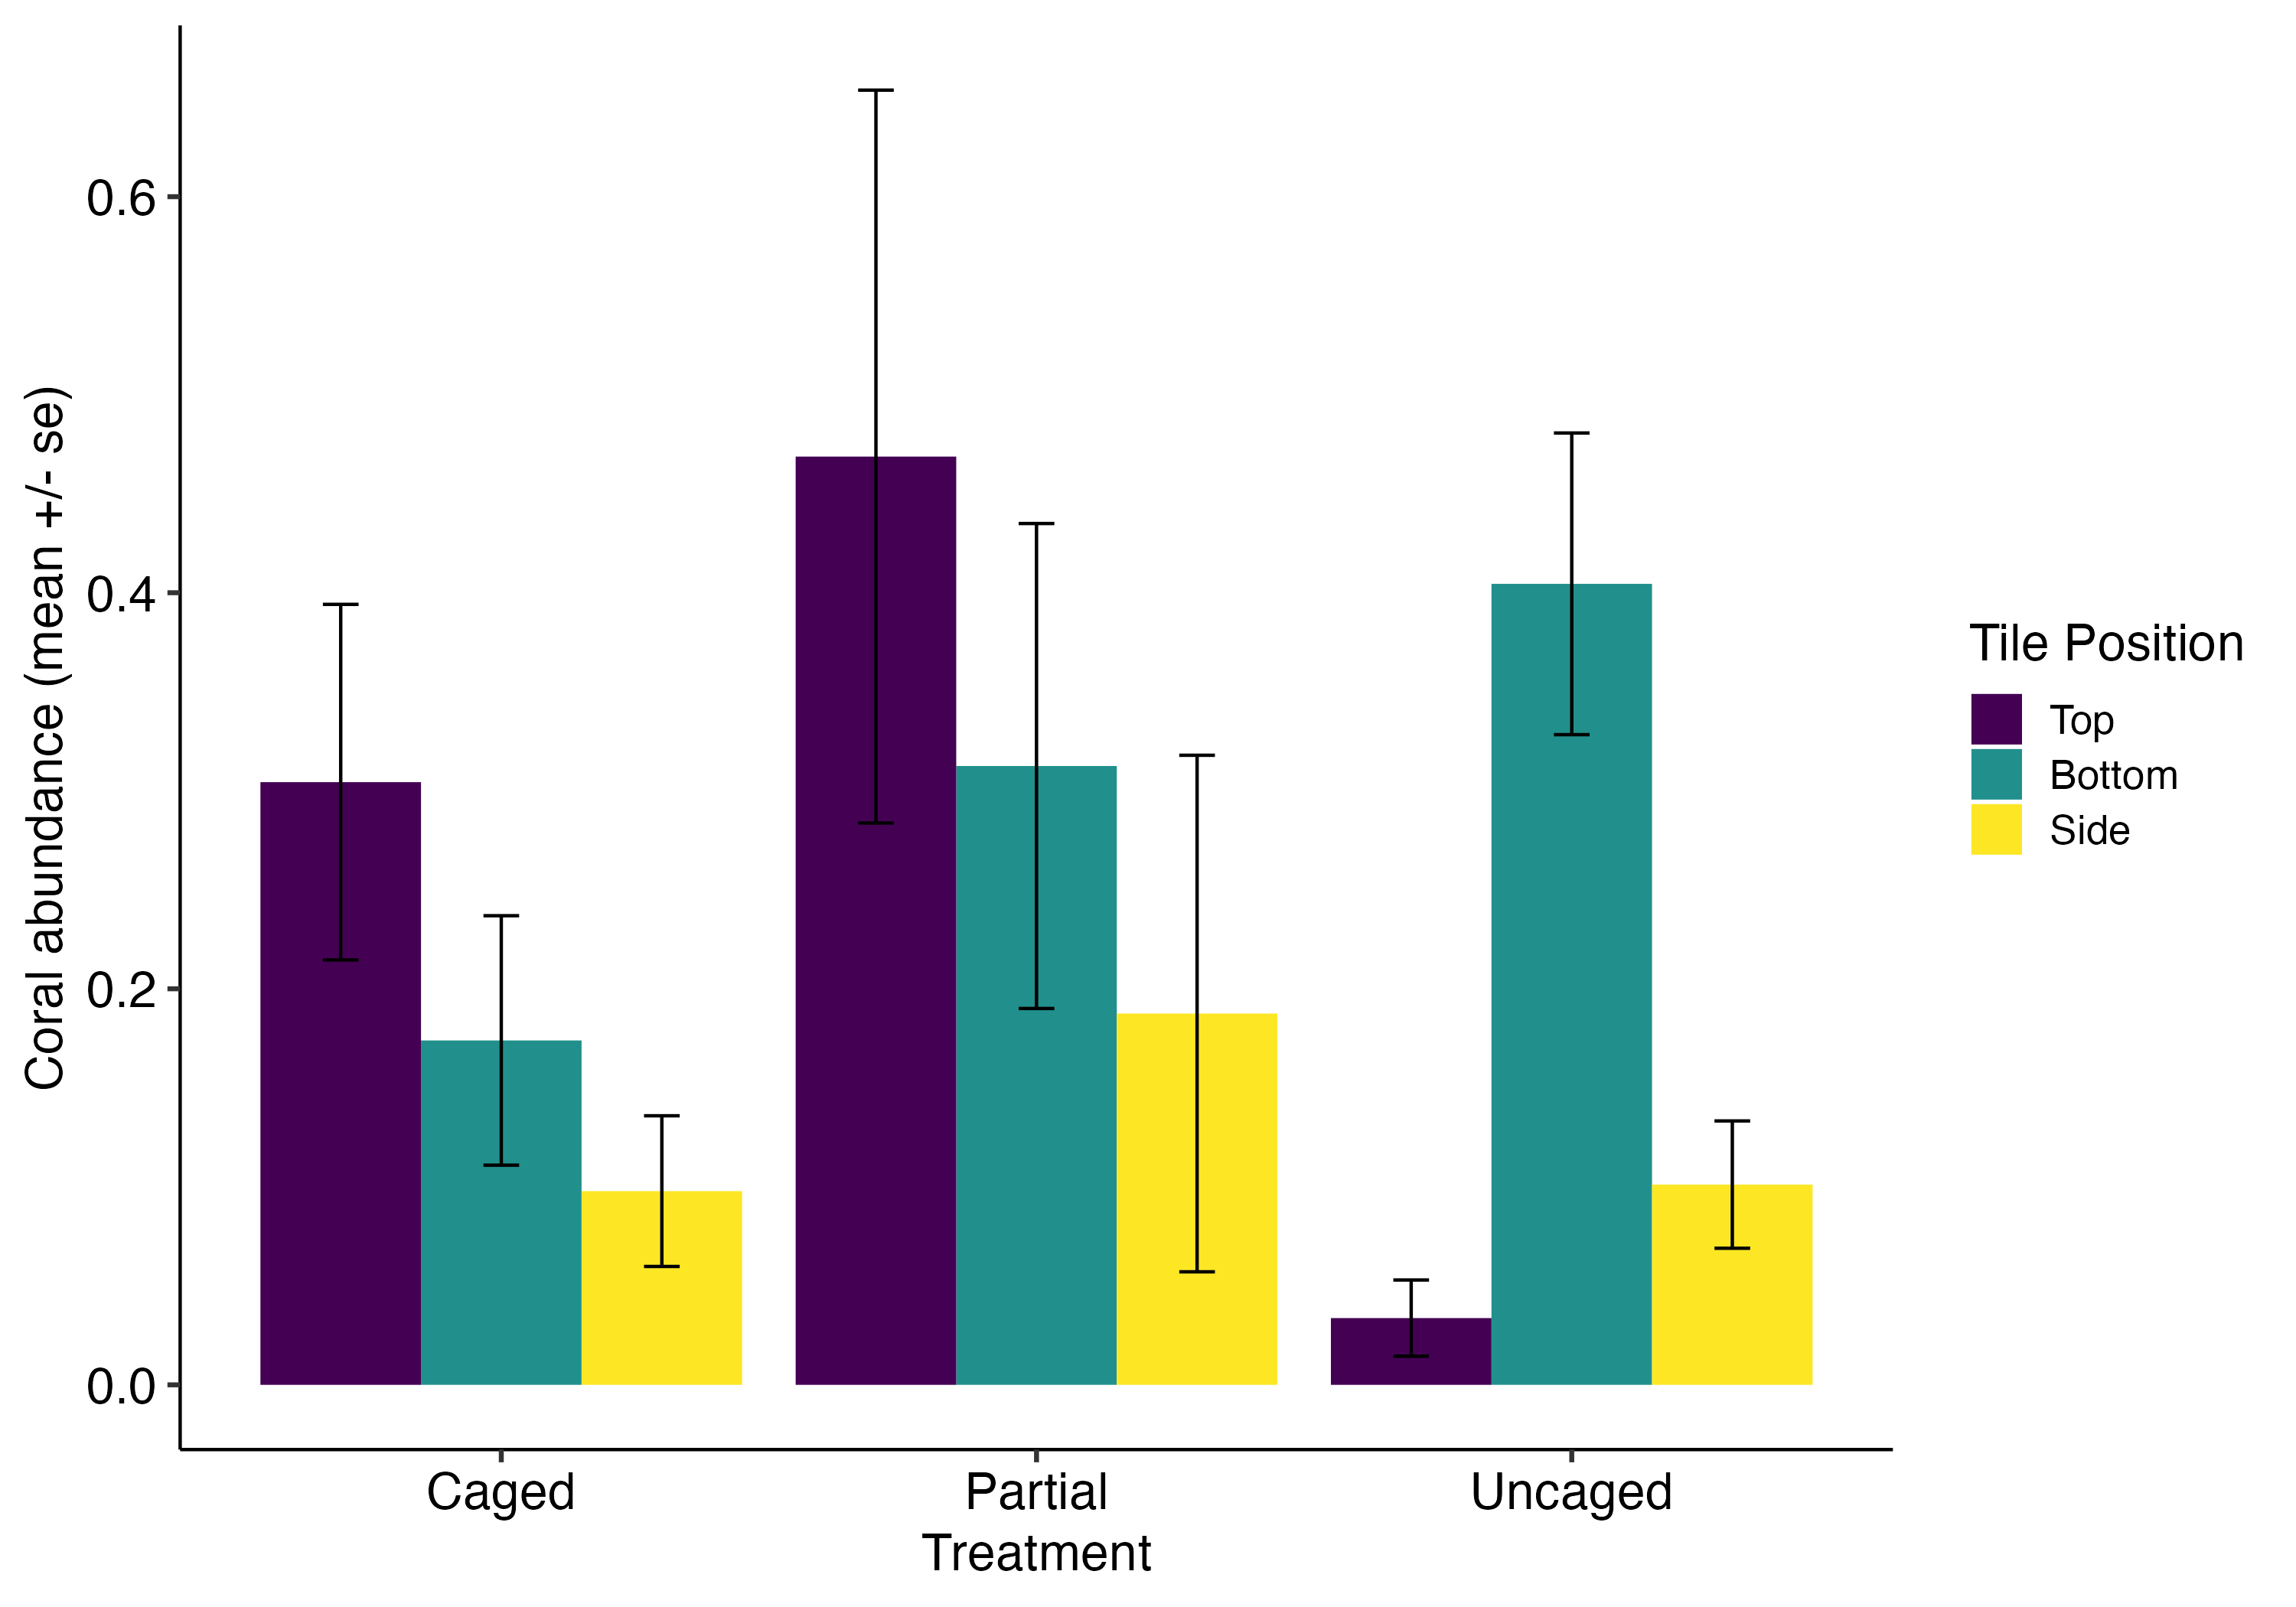 Coral abundance (mean +/- se)
0.6
0.4
0.2
0.0
Caged
Partial
Uncaged
Treatment
Tile Position
Top
Bottom
Side